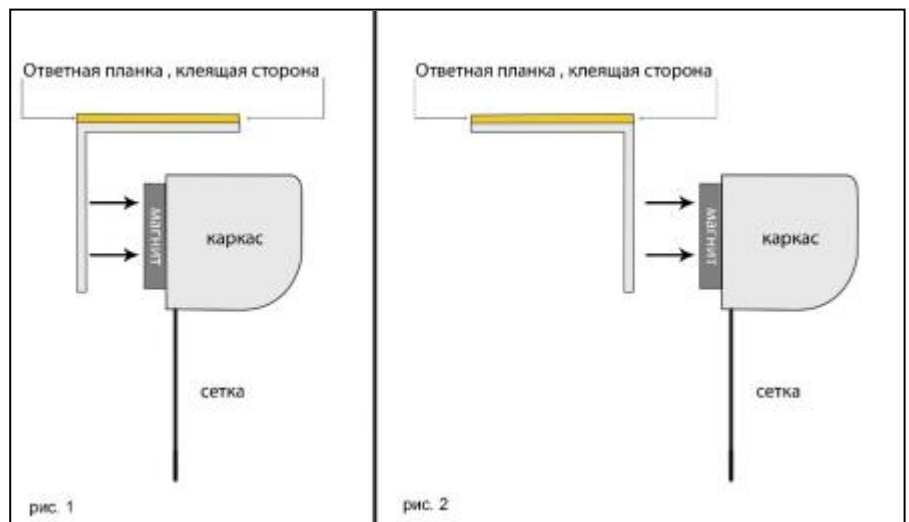 Ответная планка , клеящая сторона
магнит
каркас
сетка
рис. 1
Ответная планка , клеящая сторона
магнит
каркас
сетка
рис. 2